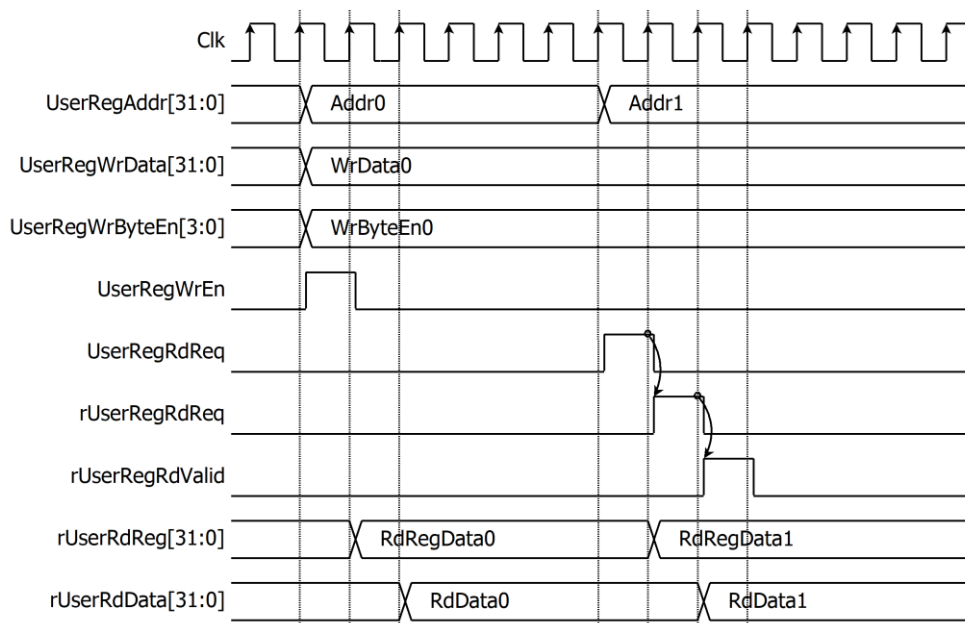 Clk
UserRegAddr[31:0] Addr0 Addr1
UserRegWrData[31:0] WrData0
UserRegWrByteEn[3:0] WrByteEn0
UserRegWrEn
UserRegRdReq
rUserRegRdReq
rUserRegRdValid
rUserRdReg[31:0] RdRegData0 RdRegData1
rUserRdData[31:0] RdData0 RdData1